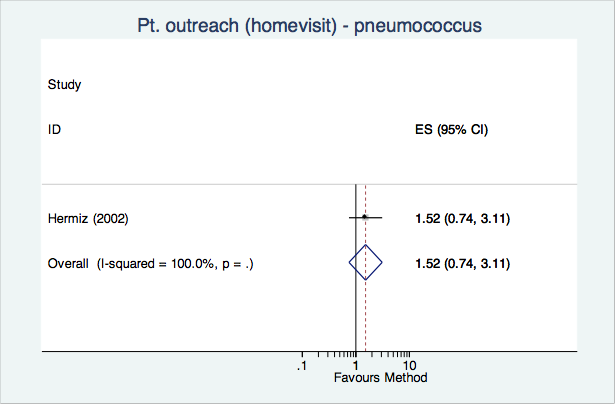 Pt. outreach (homevisit) - pneumococcus
Study
ID ES (95% CI)
Hermiz (2002) 1.52 (0.74, 3.11)
Overall (I-squared = 100.0%, p = .) 1.52 (0.74, 3.11)
.1 1 10
Favours Method